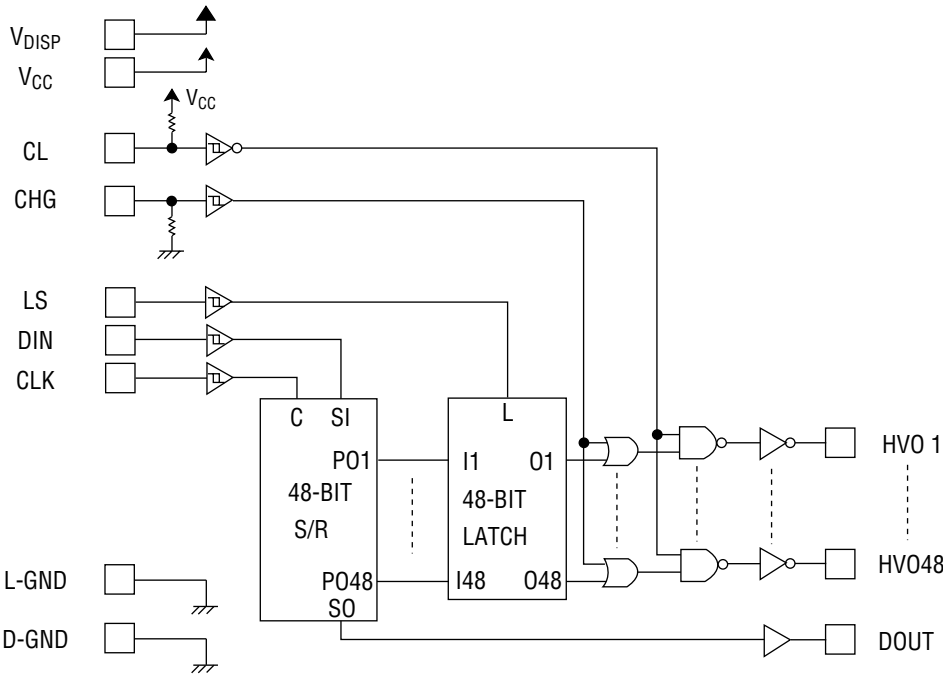 VDISP
VCC
VCC
CL
CHG
LS
DIN
CLK
C SI
L
PO1
I1 O1
HVO 1
48-BIT
S/R
48-BIT
LATCH
PO48
I48 O48
HVO48
SO
L-GND
D-GND
DOUT